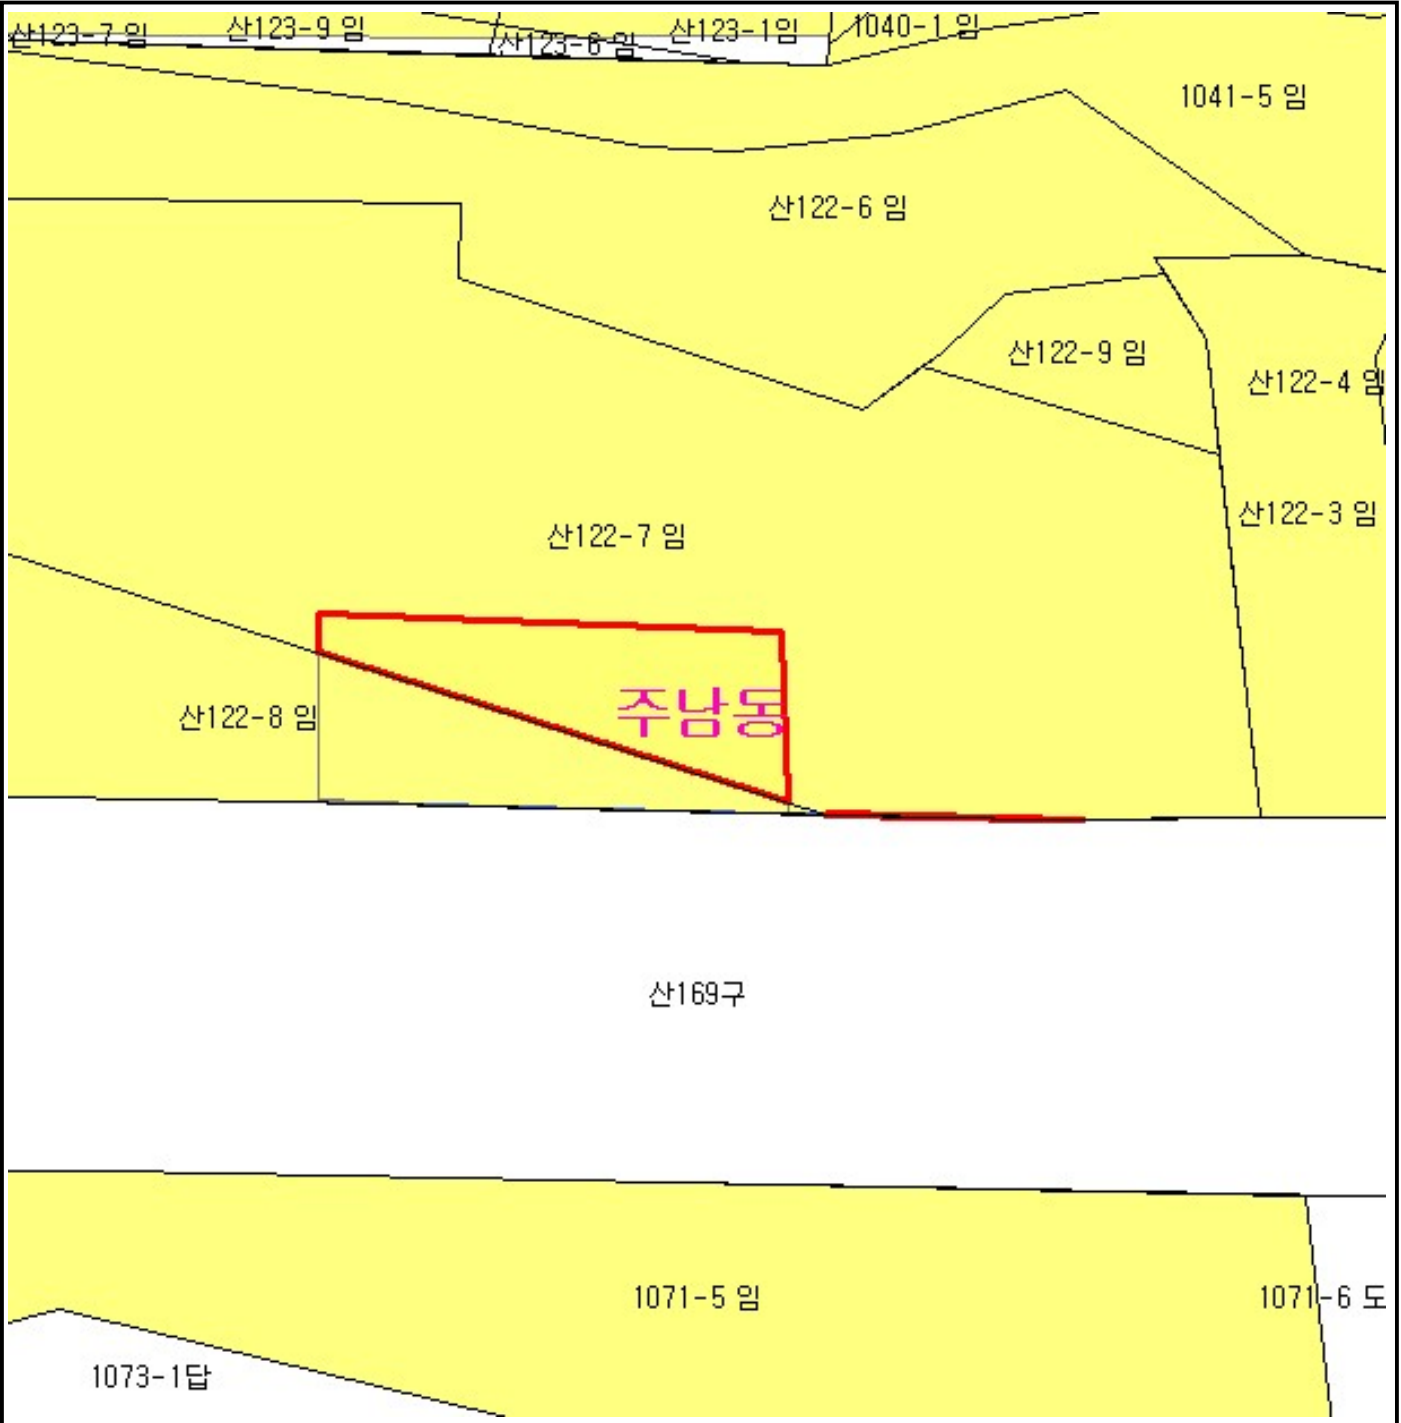 산123-7 임
산123-9 임
산123-6 임
산123-1임
1040-1 임
1041-5 임
산122-6 임
산122-9 임
산122-4 임
산122-3 임
산122-7 임
주남동
산122-8 임
산169구
1071-5 임
1071-6 도
1073-1답